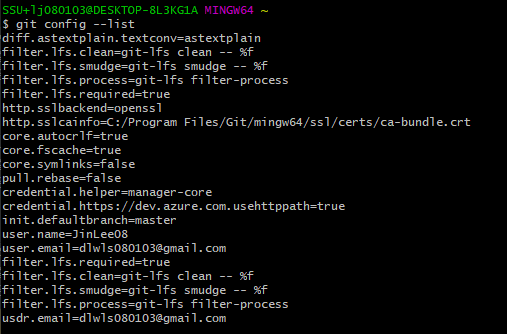 SSU+lj080103@DESKTOP-8L3KG1A MINGW64 ~
$ git config --list
diff.astextplain.textconv=astextplain
filter.lfs.clean=git-lfs clean -- %f
filter.lfs.smudge=git-lfs smudge -- %f
filter.lfs.process=git-lfs filter-process
filter.lfs.required=true
http.sslbackend=openssl
http.sslcainfo=C:/Program Files/Git/mingw64/ssl/certs/ca-bundle.crt
core.autocrlf=true
core.fscache=true
core.symlinks=false
pull.rebase=false
credential.helper=manager-core
credential.https://dev.azure.com.usehttppath=true
init.defaultbranch=master
user.name=JinLee08
user.email=dlwls080103@gmail.com
filter.lfs.required=true
filter.lfs.clean=git-lfs clean -- %f
filter.lfs.smudge=git-lfs smudge -- %f
filter.lfs.process=git-lfs filter-process
usdr.email=dlwls080103@gmail.com